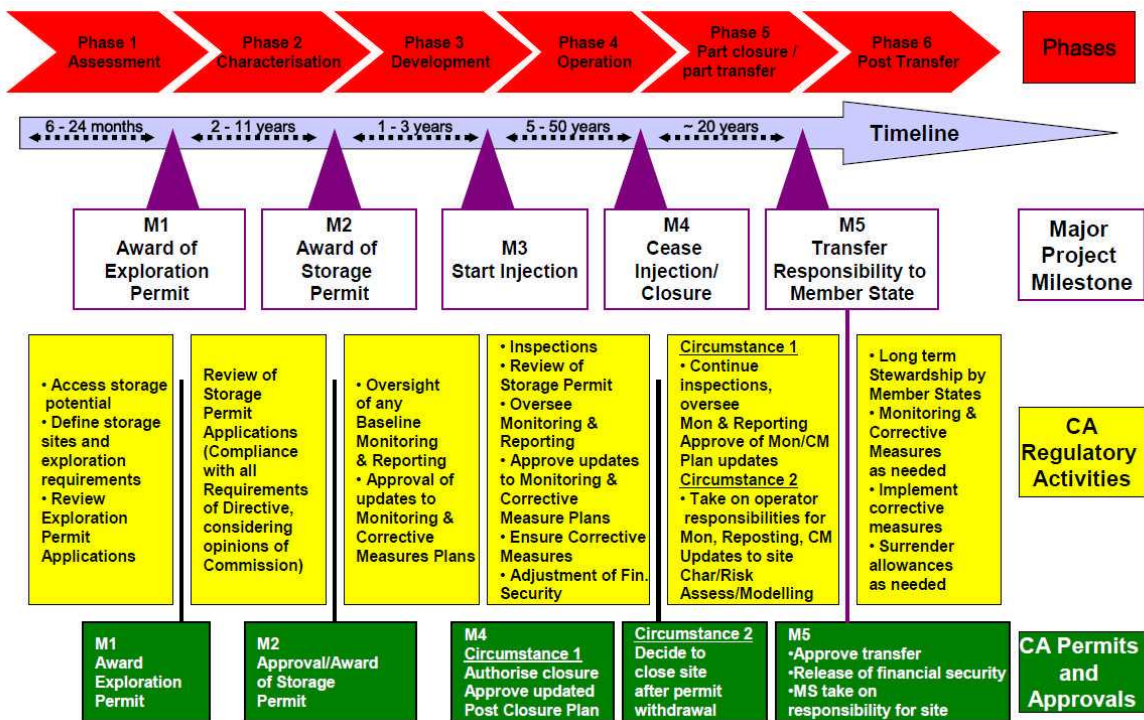 Phase 1
Assessment
Phase 2
Characterisation
Phase 3
Development
Phase 4
Operation
Phase 5
Part closure /
part transfer
Phase 6
Post Transfer
Phases
6 - 24 months
2 - 11 years
1 - 3 years
5 - 50 years
~ 20 years
Timeline
M1
Award of
Exploration
Permit
M2
Award of
Storage
Permit
M3
Start Injection
M4
Cease
Injection/
Closure
M5
Transfer
Responsibility to
Member State
Major
Project
Milestone
• Access storage
potential
• Define storage
sites and
exploration
requirements
• Review
Exploration
Permit
Applications
Review of
Storage
Permit
Applications
(Compliance with
all
Requirements
of Directive,
considering
opinions of
Commission)
• Oversight
of any
Baseline
Monitoring
& Reporting
• Approval of
updates to
Monitoring &
Corrective
Measures Plans
• Inspections
• Review of
Storage Permit
• Oversee
Monitoring &
Reporting
• Approve updates
to Monitoring &
Corrective
Measure Plans
• Ensure Corrective
Measures
• Adjustment of Fin.
Security
Circumstance 1
• Continue
inspections,
oversee
Mon & Reporting
Approve of Mon/CM
Plan updates
Circumstance 2
• Take on operator
responsibilities for
Mon, Reposting, CM
Updates to site
Char/Risk
Assess/Modelling
• Long term
Stewardship by
Member States
• Monitoring &
Corrective
Measures
as needed
• Implement
corrective
measures
• Surrender
allowances
as needed
CA
Regulatory
Activities
M1
Award
Exploration
Permit
M2
Approval/Award
of Storage
Permit
M4
Circumstance 1
Authorise closure
Approve updated
Post Closure Plan
Circumstance 2
Decide to
close site
after permit
withdrawal
M5
•Approve transfer
•Release of financial security
•MS take on
responsibility for site
CA Permits
and
Approvals